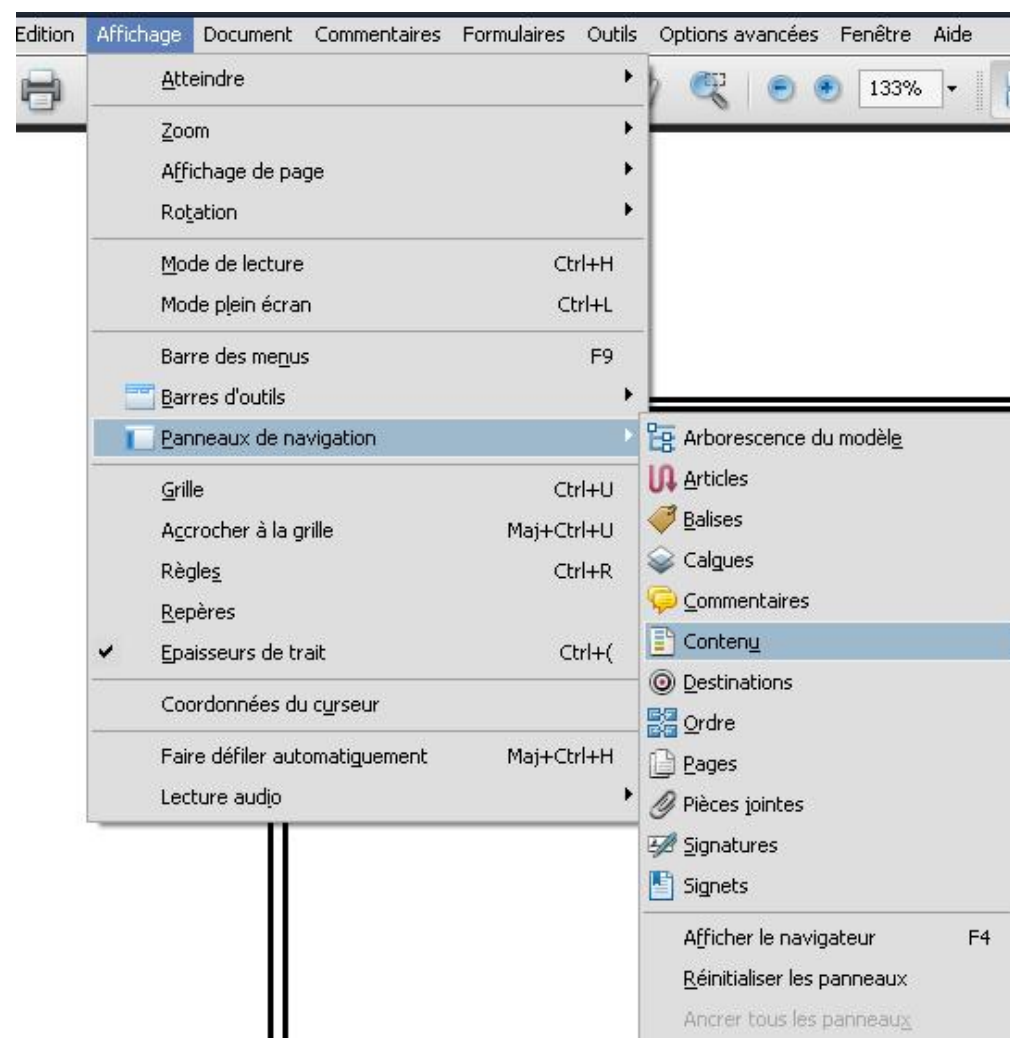 Edition Affichage Document Commentaires Formulaires Outils Options avancées Fenêtre Aide
133%
Atteindre
Zoom
Affichage de page
Rotation
Mode de lecture Ctrl+H
Mode plein écran Ctrl+L
Barre des menus F9
Barres d'outils
Panneaux de navigation
Grille Ctrl+U
Accrocher à la grille Maj+Ctrl+U
Règles Ctrl+R
Repères
Epaisseurs de trait Ctrl+(
Coordonnées du curseur
Faire défiler automatiquement Maj+Ctrl+H
Lecture audio
Arborescence du modèle
Articles
Balises
Calques
Commentaires
Contenu
Destinations
Ordre
Pages
Pièces jointes
Signatures
Signets
Afficher le navigateur F4
Réinitialiser les panneaux
Ancrer tous les panneaux